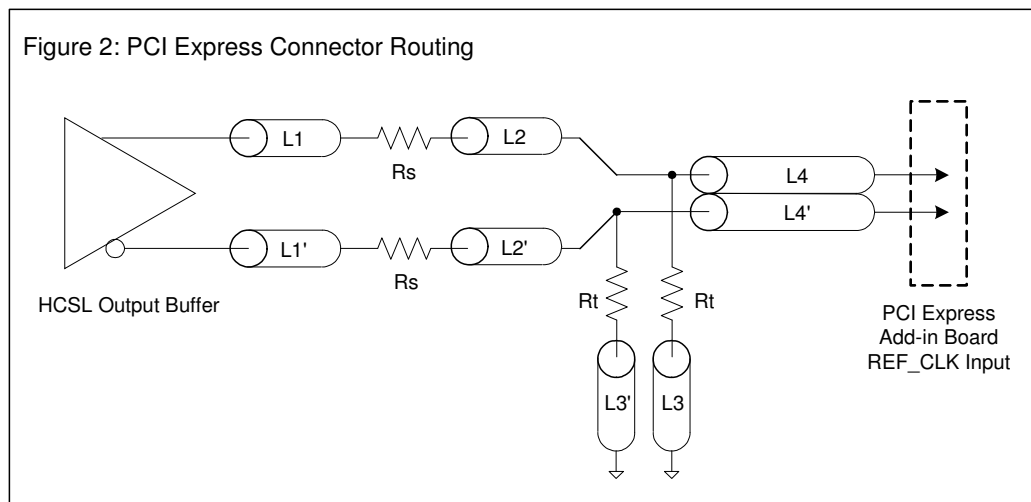 Figure 2: PCI Express Connector Routing
L1
Rs
L2
L4
L4'
L1'
Rs
L2'
HCSL Output Buffer
Rt
Rt
L3'
L3
PCI Express
Add-in Board
REF_CLK Input